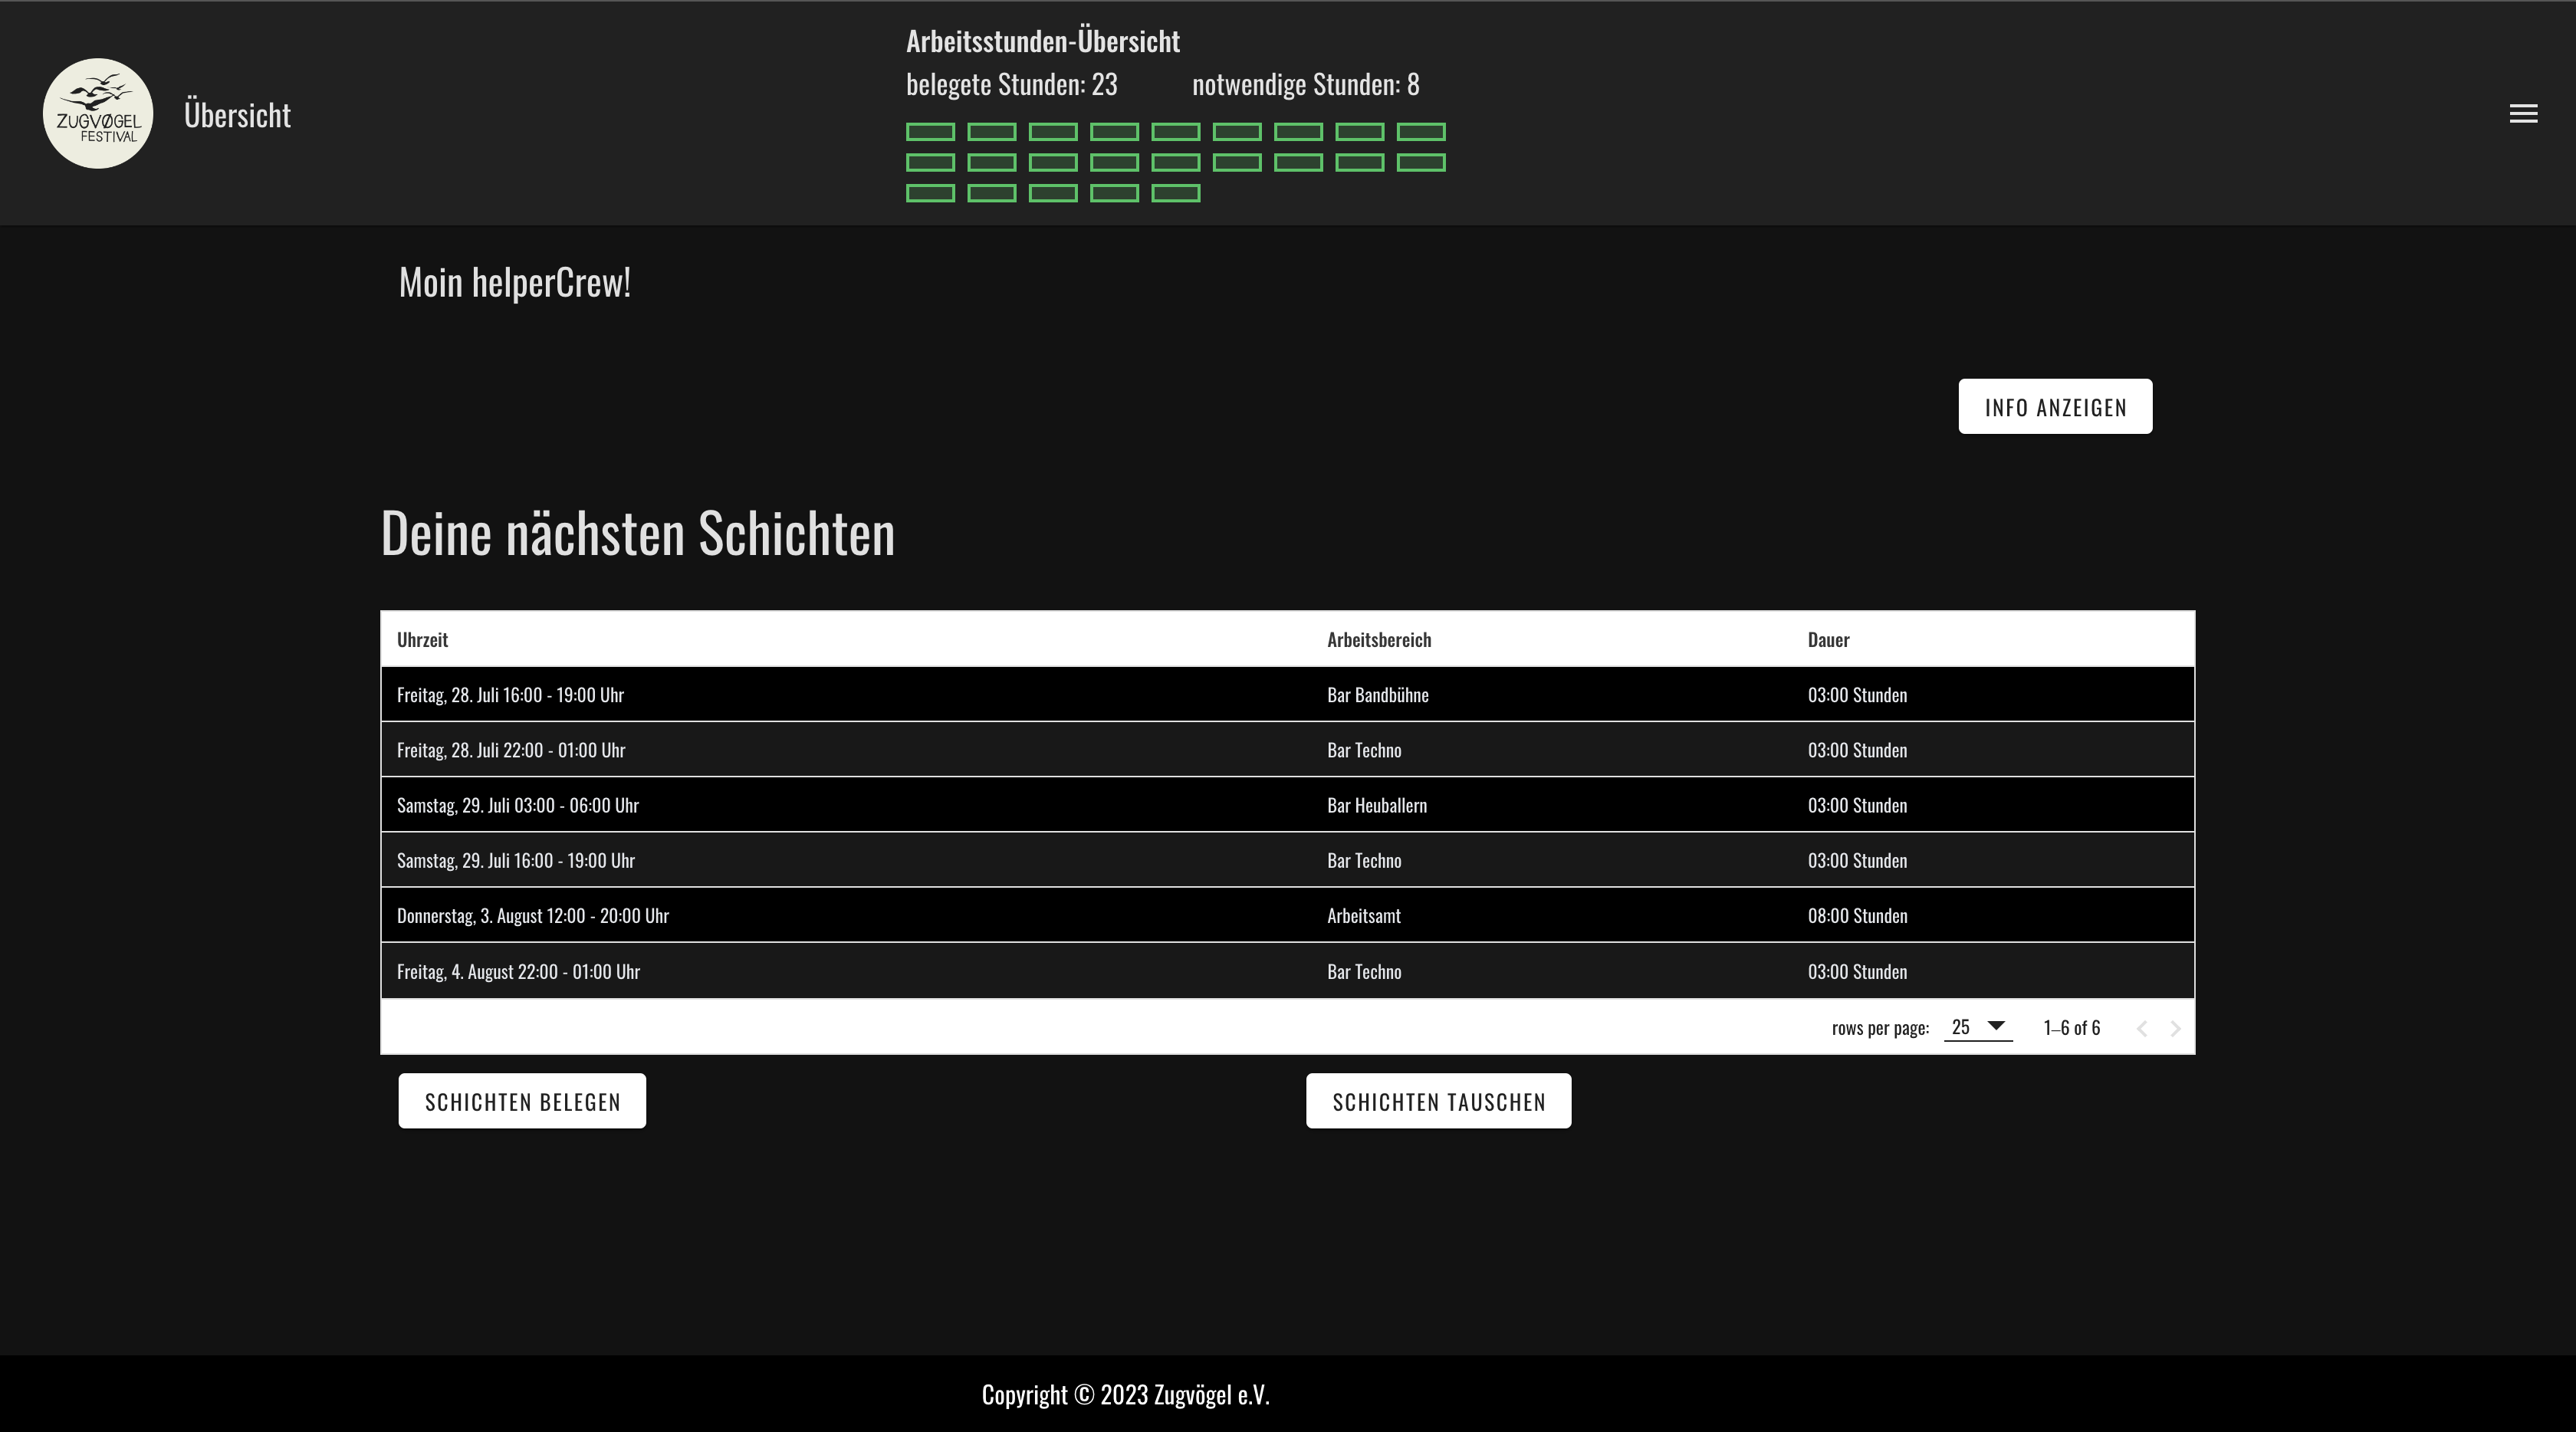 Arbeitsstunden-Übersicht
belegete Stunden: 23 notwendige Stunden: 8
ZUGVØGEL
FESTIVAL
Übersicht
Moin helperCrew!
INFO ANZEIGEN
Deine nächsten Schichten
Uhrzeit Arbeitsbereich Dauer
Freitag, 28. Juli 16:00 - 19:00 Uhr Bar Bandbühne 03:00 Stunden
Freitag, 28. Juli 22:00 - 01:00 Uhr Bar Techno 03:00 Stunden
Samstag, 29. Juli 03:00 - 06:00 Uhr Bar Heuballern 03:00 Stunden
Samstag, 29. Juli 16:00 - 19:00 Uhr Bar Techno 03:00 Stunden
Donnerstag, 3. August 12:00 - 20:00 Uhr Arbeitsamt 08:00 Stunden
Freitag, 4. August 22:00 - 01:00 Uhr Bar Techno 03:00 Stunden
rows per page: 25 1–6 of 6
SCHICHTEN BELEGEN SCHICHTEN TAUSCHEN
Copyright © 2023 Zugvögel e.V.